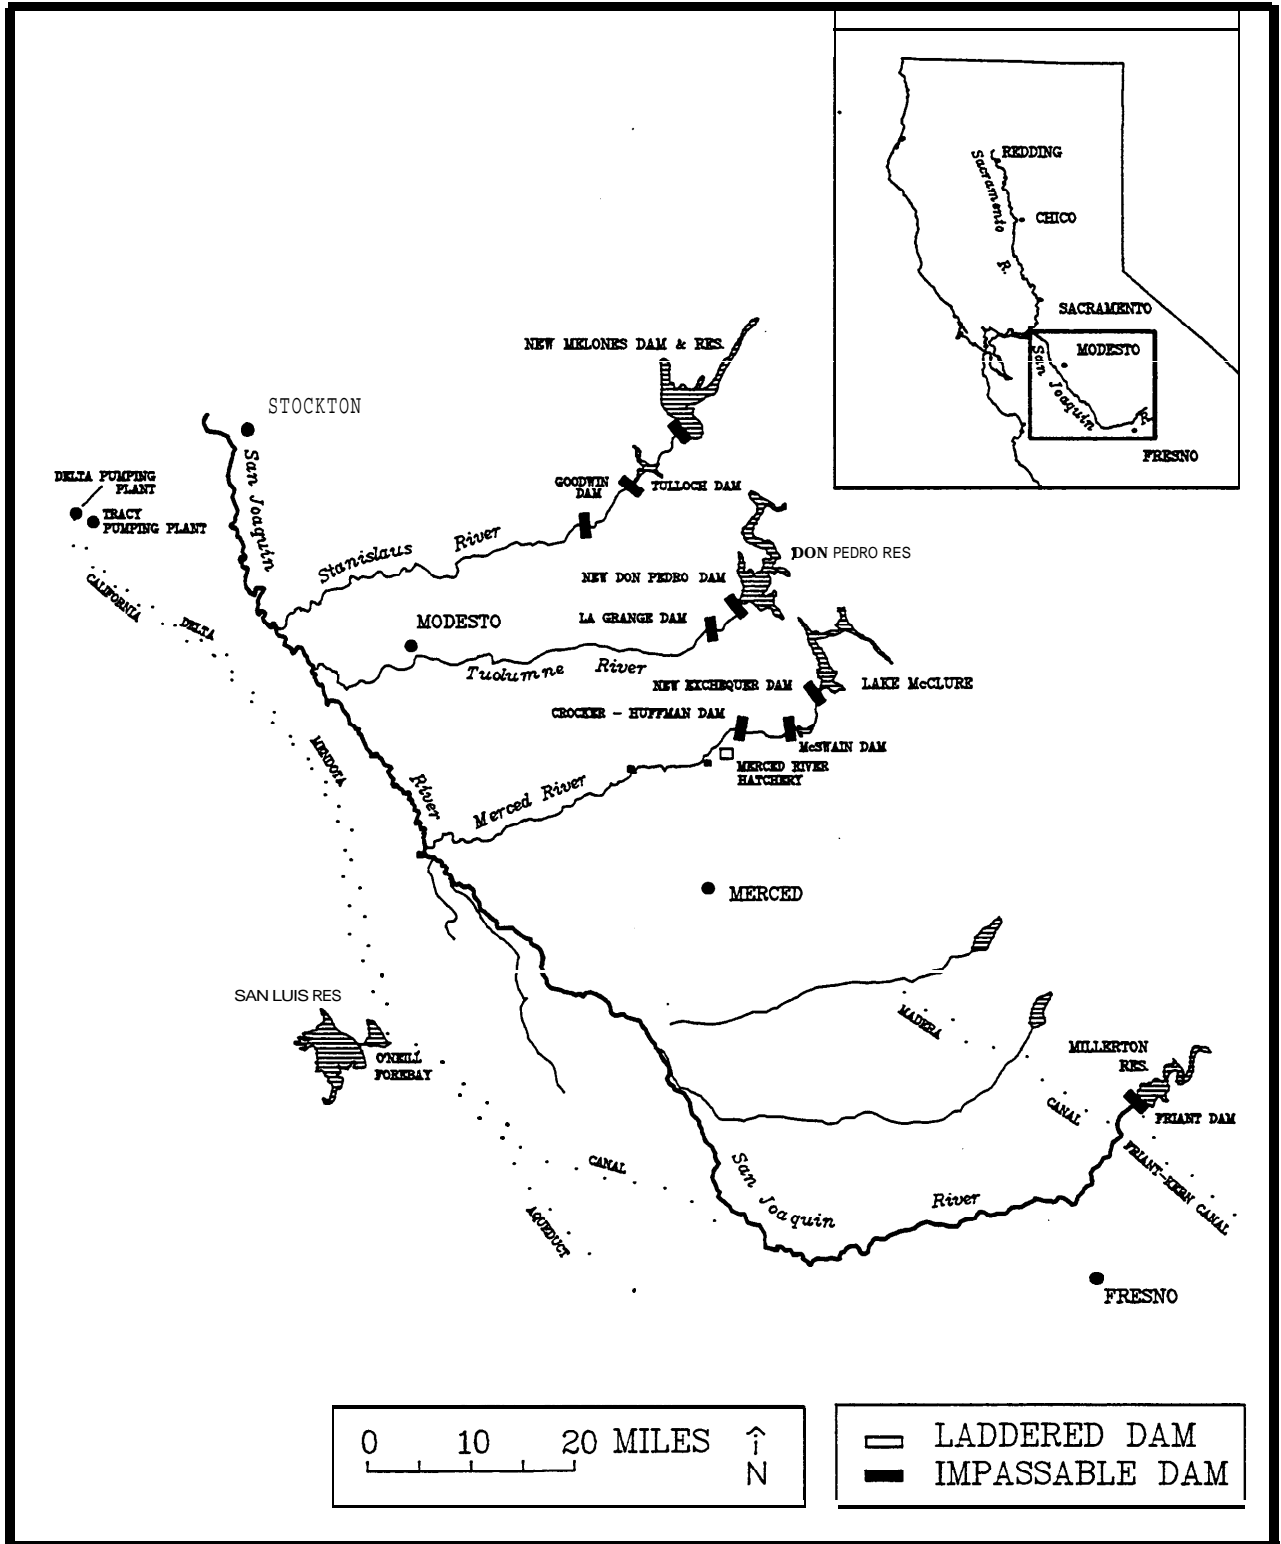 REDDING
Sacramento
R.
CHICO
SACRAMENTO
MODESTO
San Joaquin
R.
FRESNO
NEW MELONES DAM & RES.
STOCKTON
DELTA PUMPING
PLANT
TRACY
PUMPING PLANT
San Joaquin
GOODWIN
DAM
TULLOCH DAM
Stanislaus River
DON PEDRO RES
NEW DON PEDRO DAM
CALIFORNIA
DELTA
LA GRANGE DAM
MODESTO
Tuolumne River
NEW EXCHEQUER DAM
LAKE McCLURE
CROCKER - HUFFMAN DAM
McSWAIN DAM
MENDOTA
MERCED RIVER
HATCHERY
River
Merced River
MERCED
SAN LUIS RES
O'NEILL
FOREBAY
MADERA
MILLERTON
RES.
CANAL
FRIANT DAM
FRIANT-KERN CANAL
CANAL
San Joaquin
River
AQUEDUCT
FRESNO
0 10 20 MILES
N
LADDERED DAM
IMPASSABLE DAM